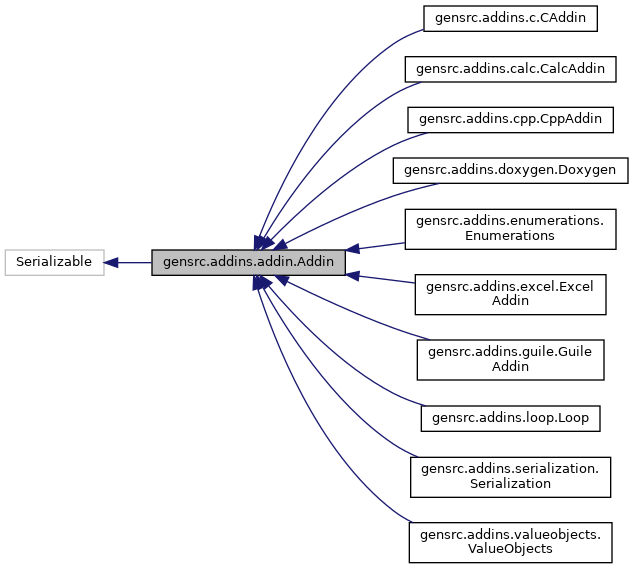 gensrc.addins.c.CAddin
gensrc.addins.calc.CalcAddin
gensrc.addins.cpp.CppAddin
gensrc.addins.doxygen.Doxygen
gensrc.addins.enumerations.
Enumerations
Serializable
gensrc.addins.addin.Addin
gensrc.addins.excel.Excel
Addin
gensrc.addins.guile.Guile
Addin
gensrc.addins.loop.Loop
gensrc.addins.serialization.
Serialization
gensrc.addins.valueobjects.
ValueObjects